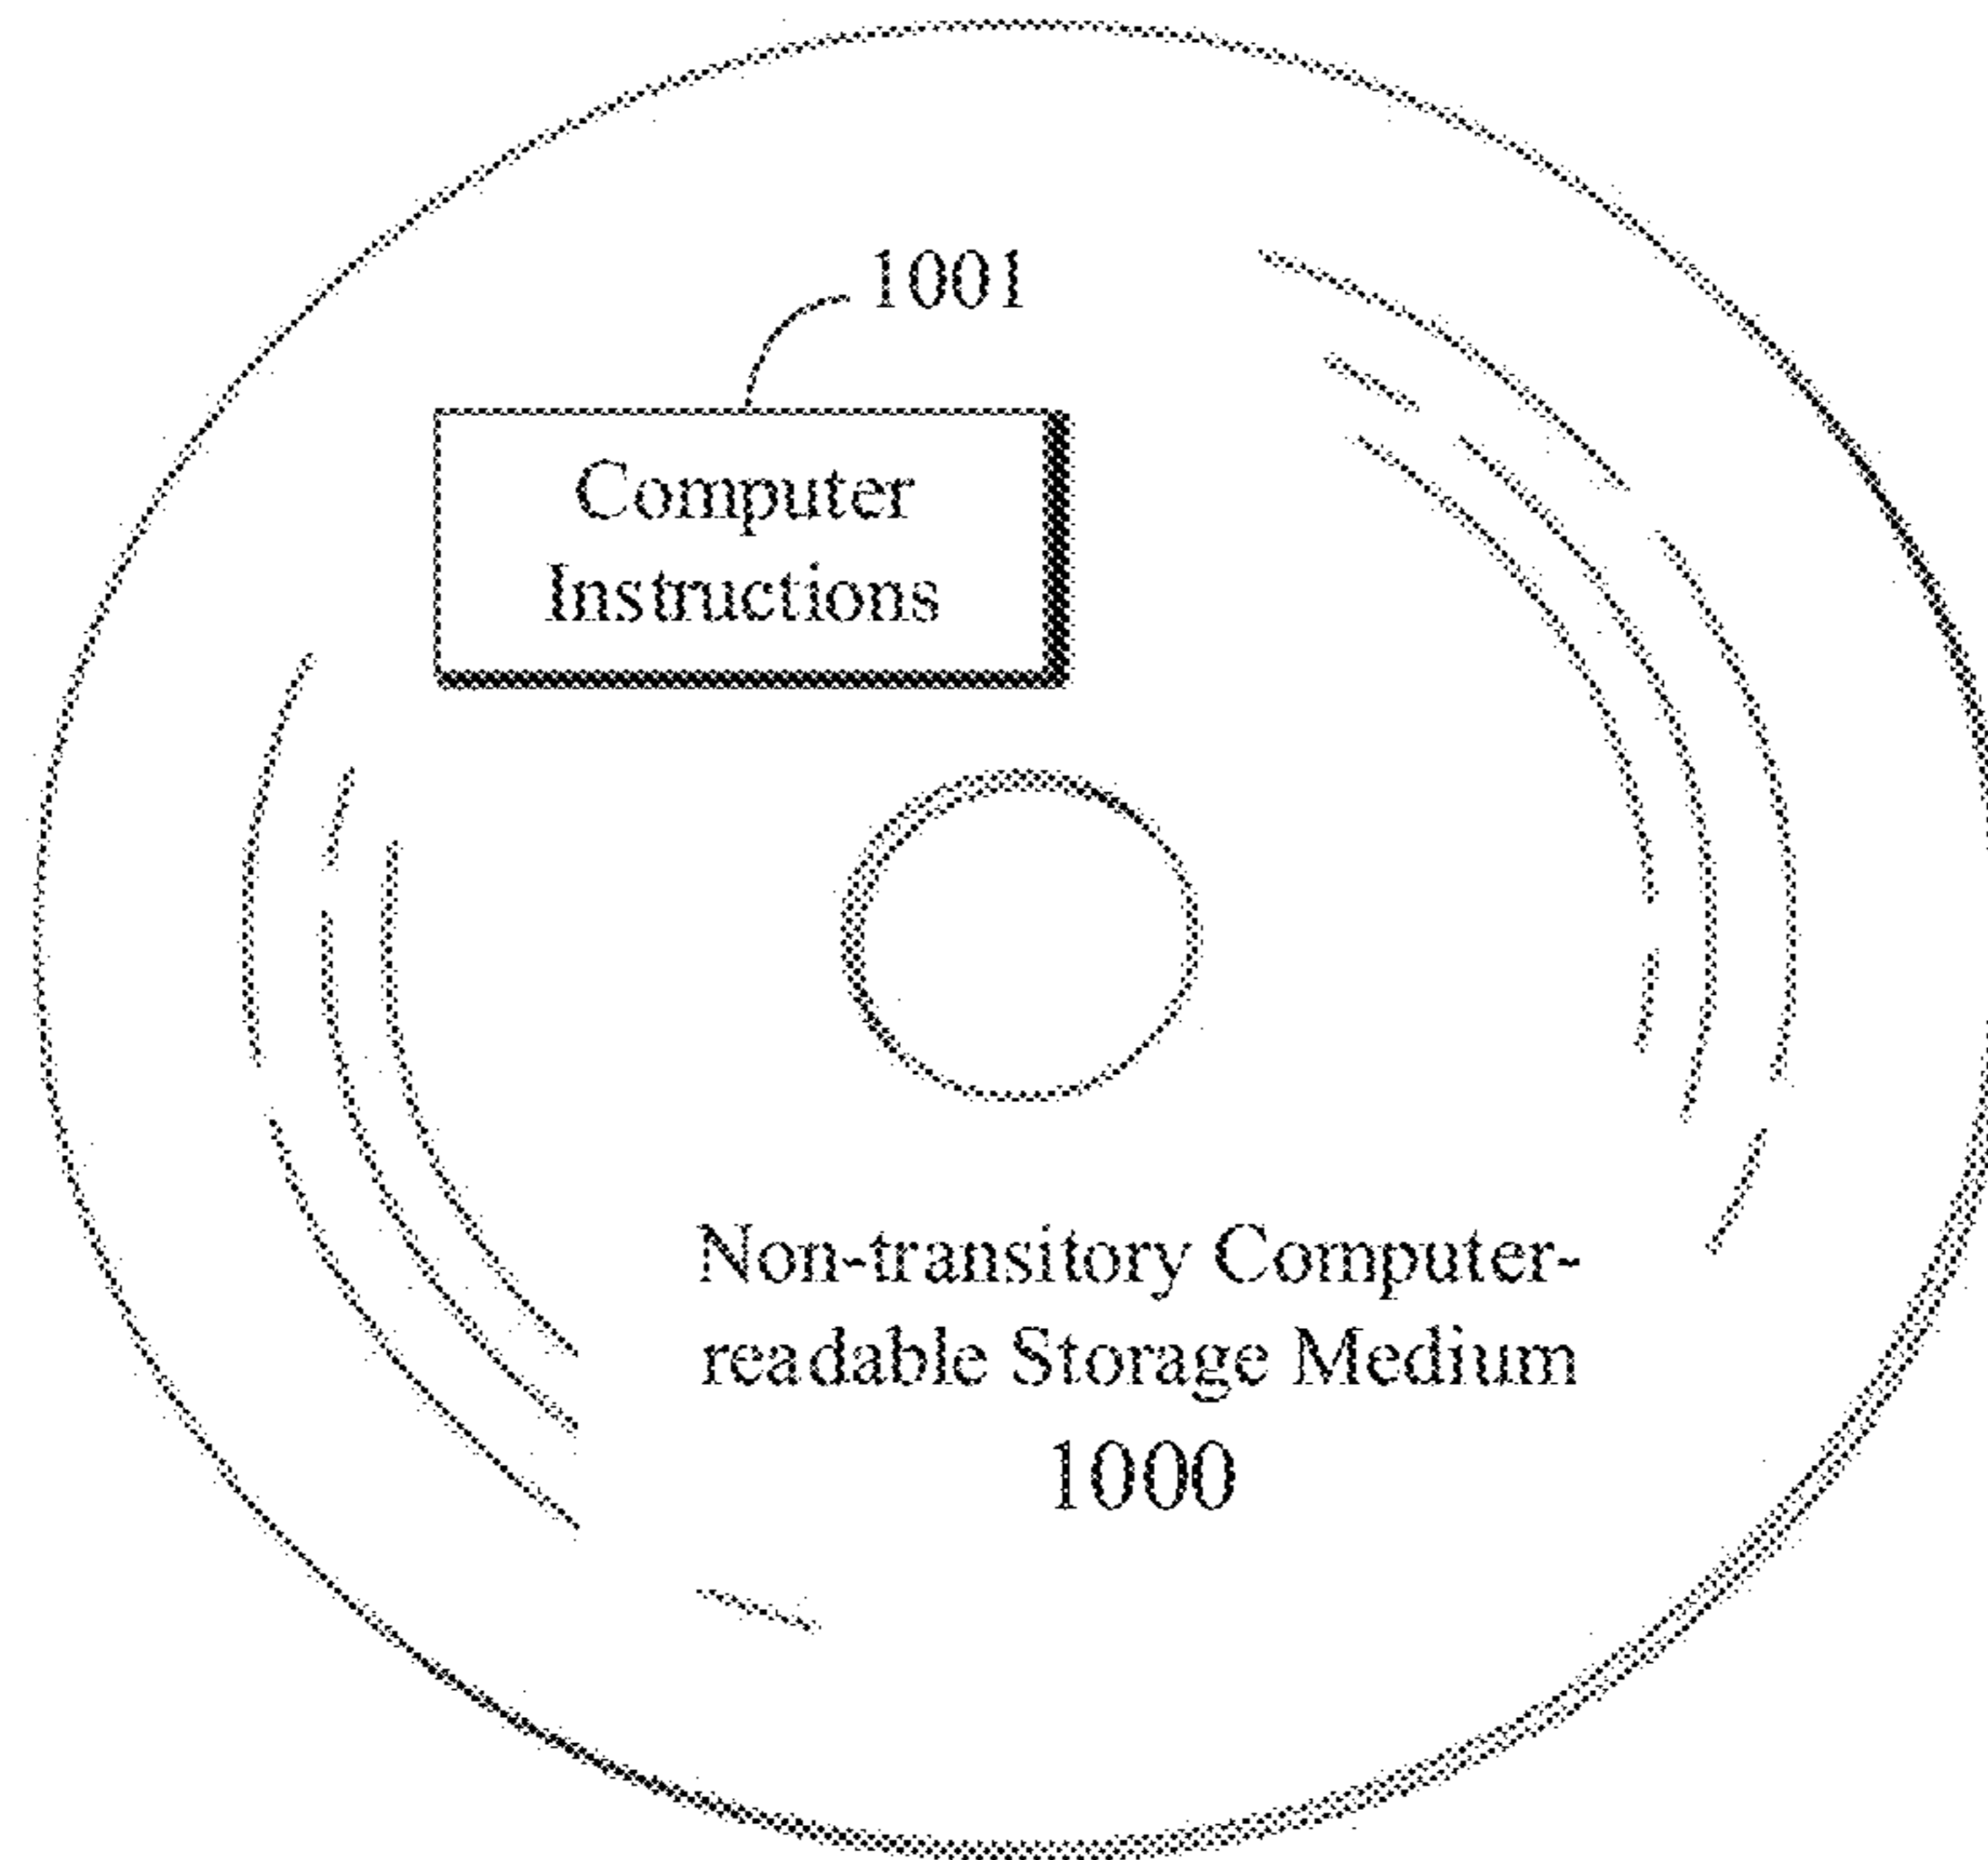 1001
Computer
Instructions
Non-transitory Computer-
readable Storage Medium
1000